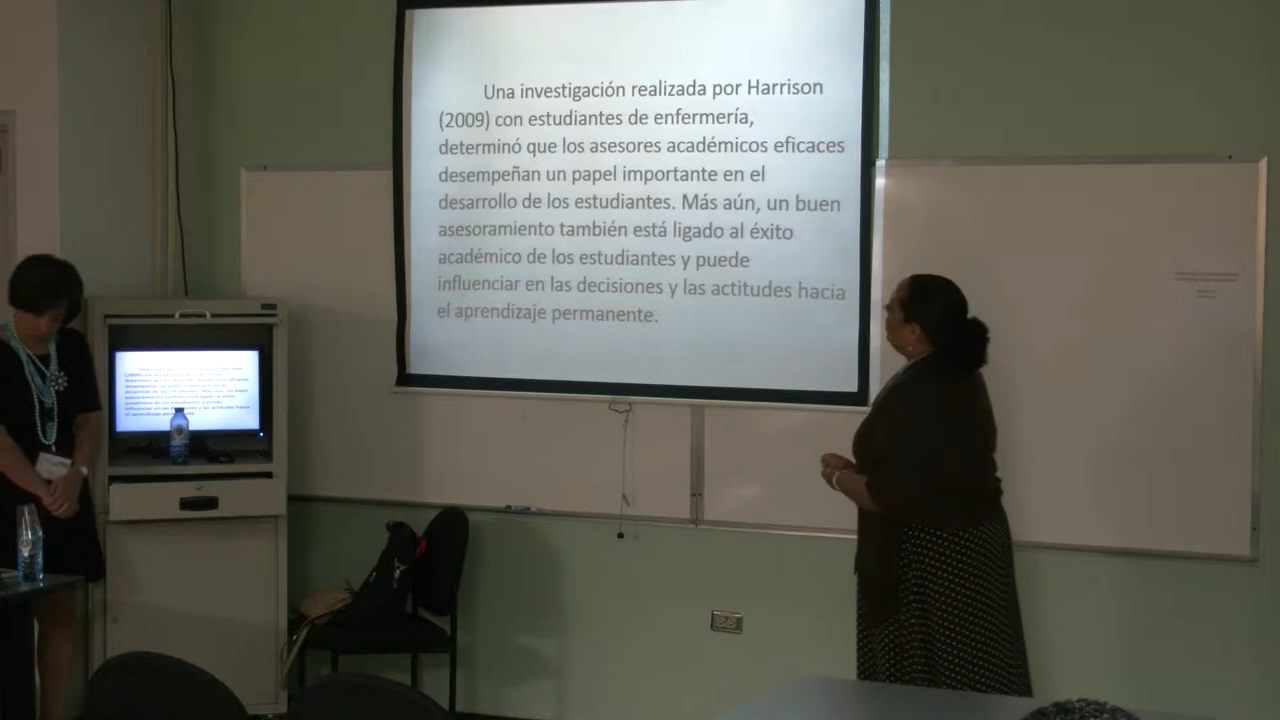 Una investigación realizada por Harrison
(2009) con estudiantes de enfermería,
determinó que los asesores académicos eficaces
desempeñan un papel importante en el
desarrollo de los estudiantes. Más aún, un buen
asesoramiento también está ligado al éxito
académico de los estudiantes y puede
influenciar en las decisiones y las actitudes hacia
el aprendizaje permanente.